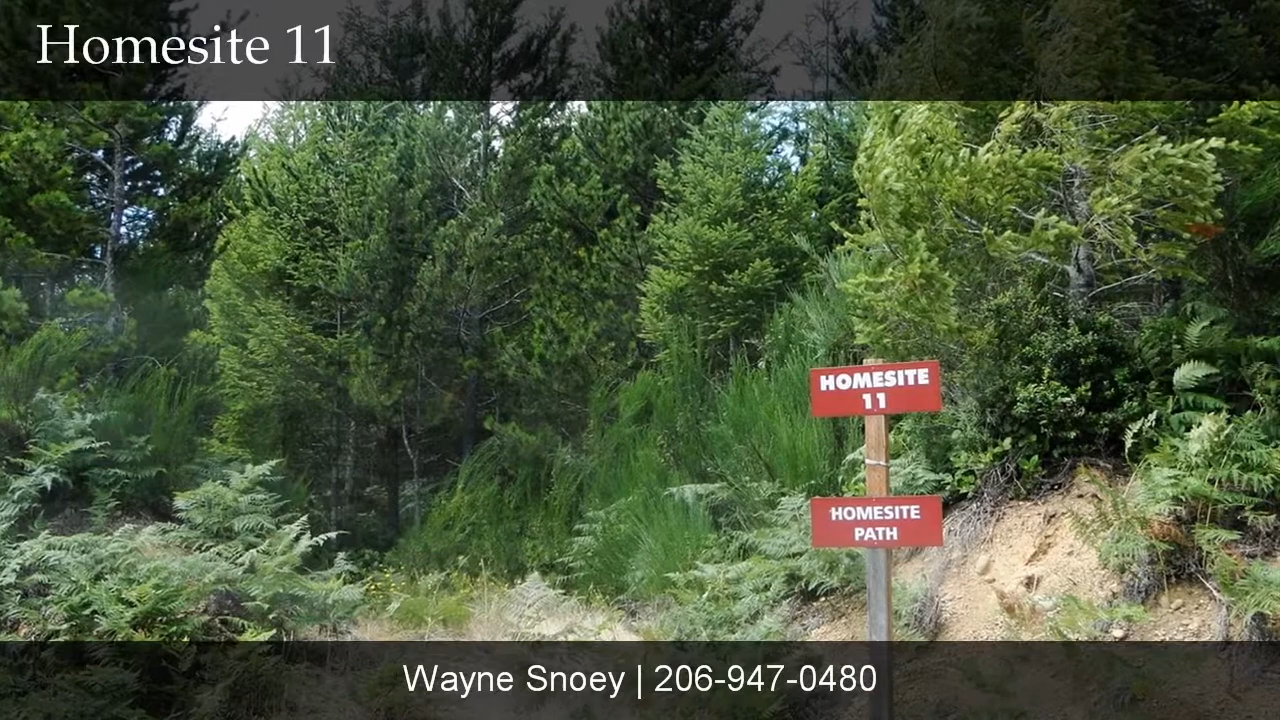 Homesite 11
HOMESITE
11
HOMESITE
PATH
Wayne Snoey | 206-947-0480